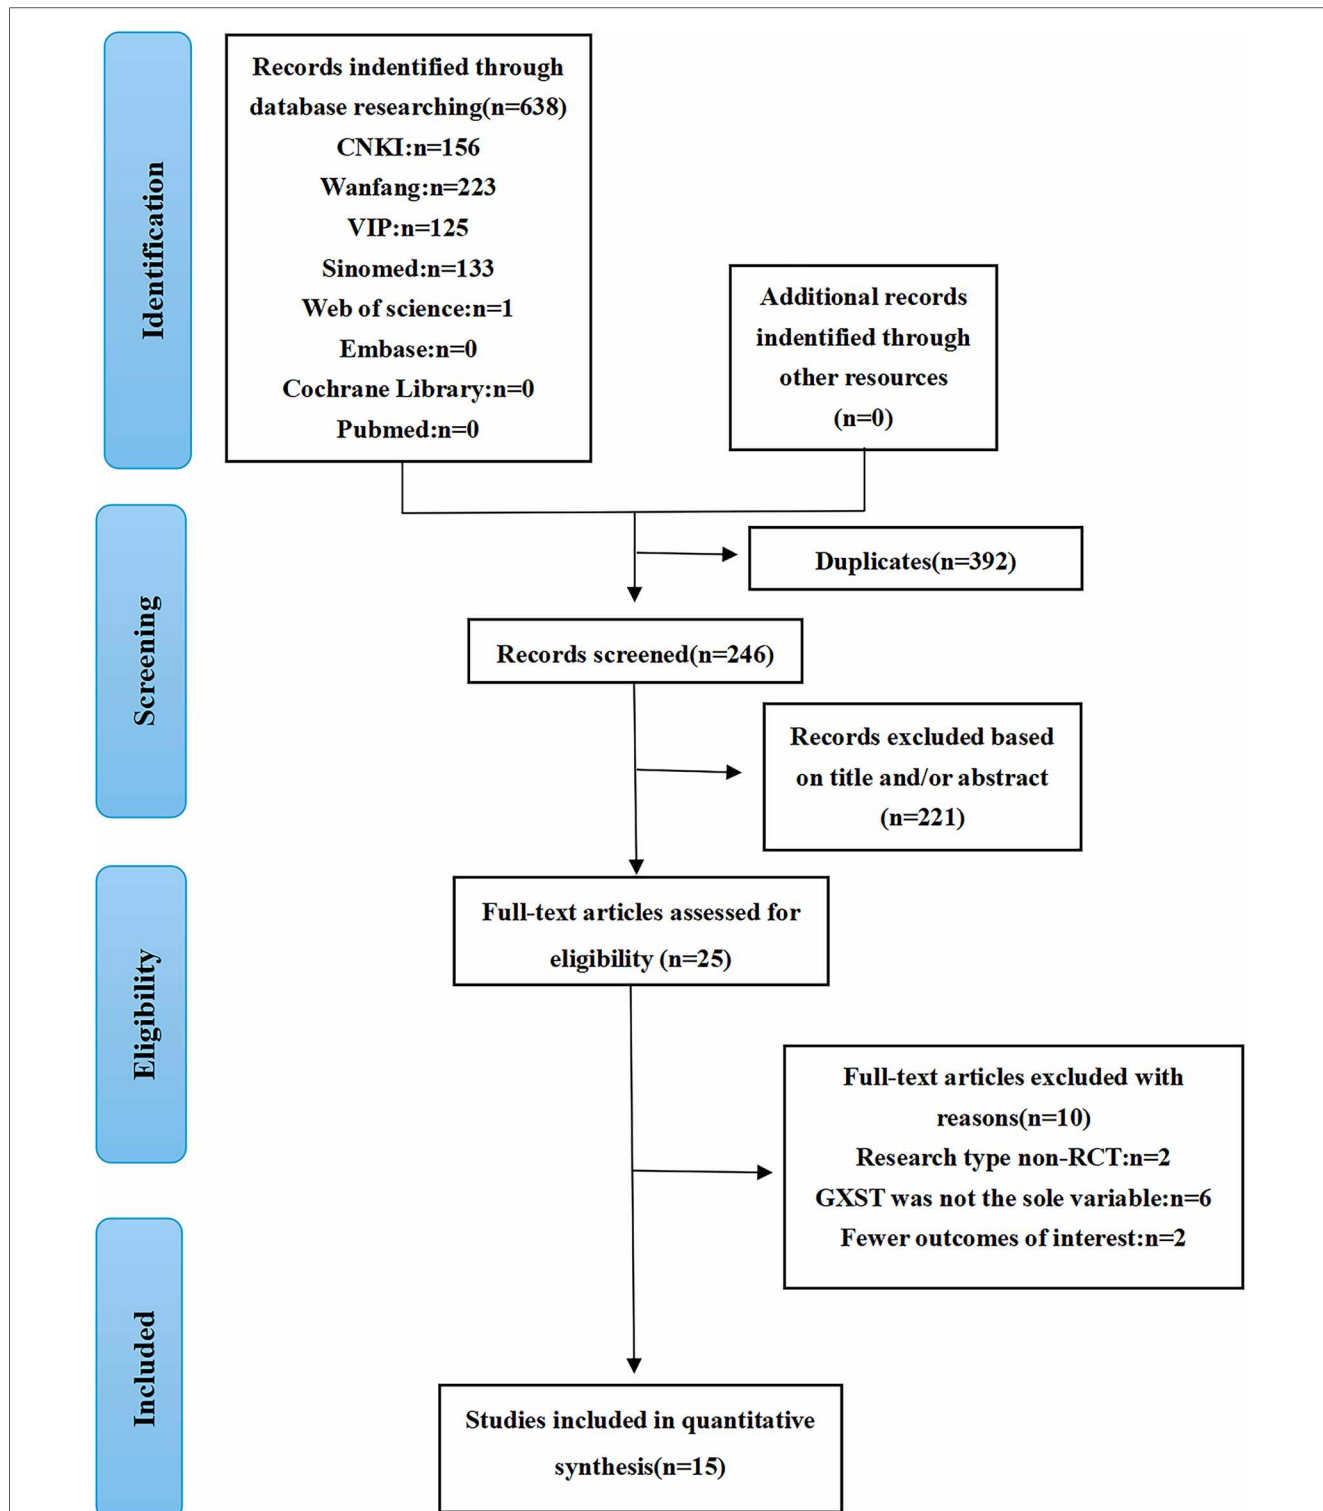 Identification
Records indentified through
database researching(n=638)
CNKI:n=156
Wanfang:n=223
VIP:n=125
Sinomed:n=133
Web of science:n=1
Embase:n=0
Cochrane Library:n=0
Pubmed:n=0
Additional records
indentified through
other resources
(n=0)
Screening
Duplicates(n=392)
Records screened(n=246)
Records excluded based
on title and/or abstract
(n=221)
Eligibility
Full-text articles assessed for
eligibility (n=25)
Full-text articles excluded with
reasons(n=10)
Research type non-RCT:n=2
GXST was not the sole variable:n=6
Fewer outcomes of interest:n=2
Included
Studies included in quantitative
synthesis(n=15)